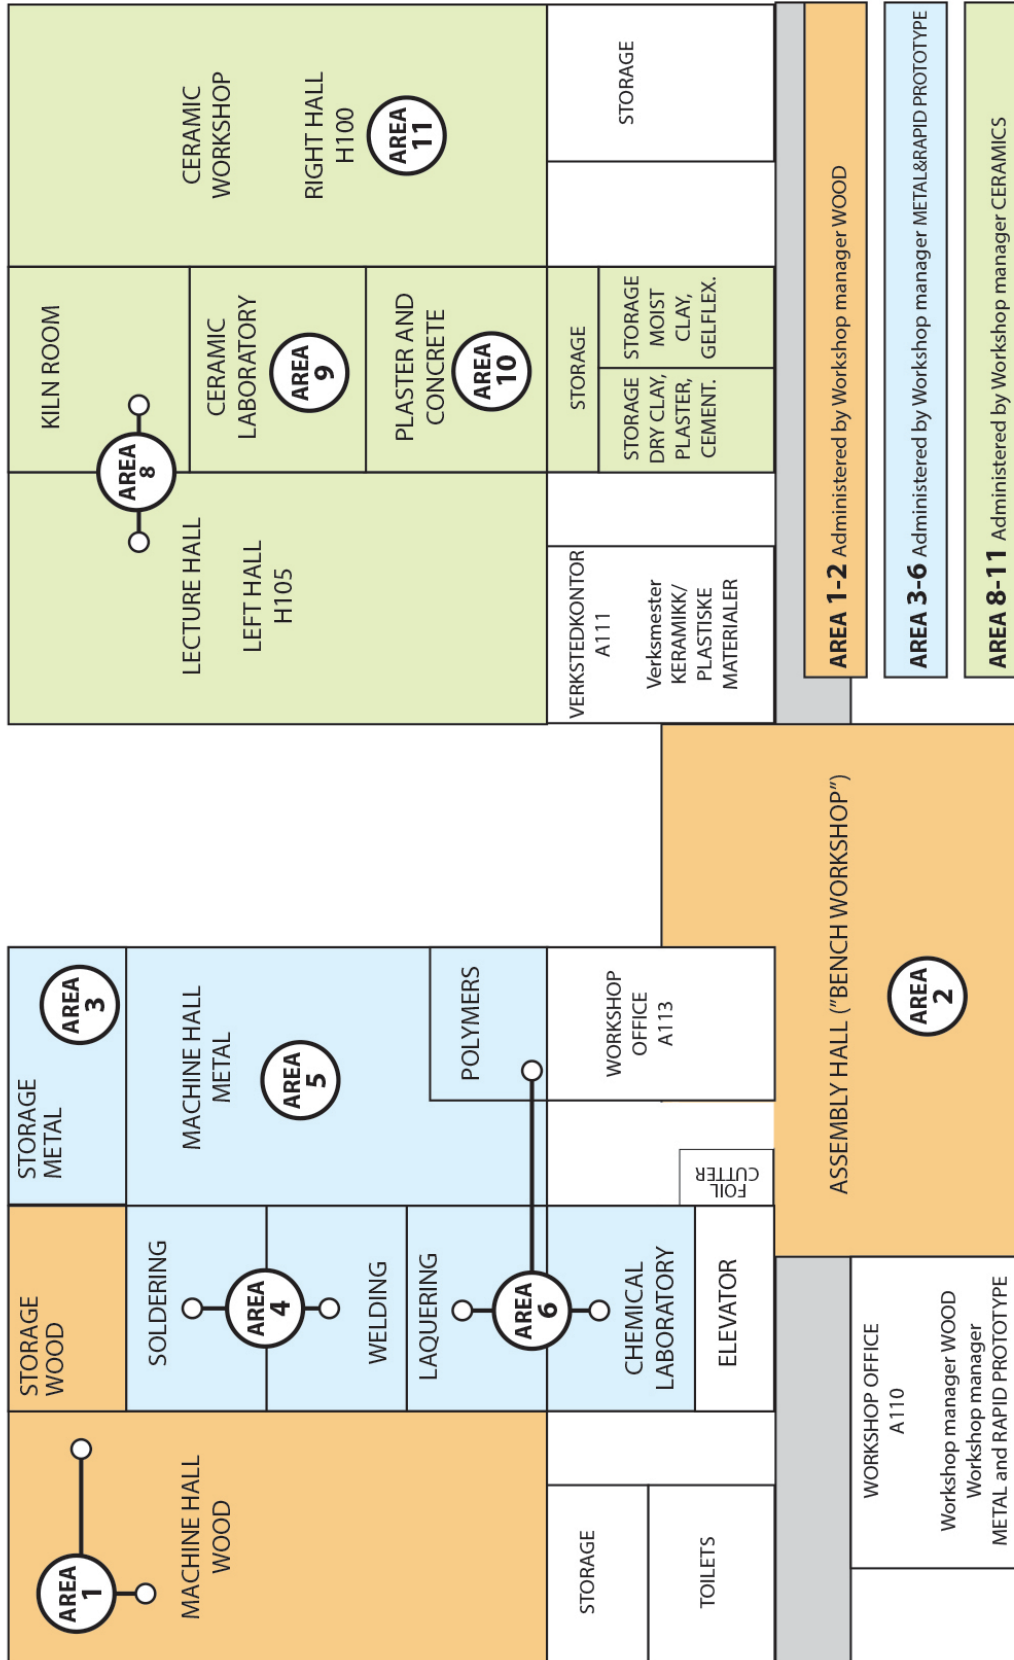 AREA
1
MACHINE HALL
WOOD
STORAGE
WOOD
STORAGE
METAL
AREA
3
SOLDERING
AREA
4
WELDING
MACHINE HALL
METAL
AREA
5
LAQUERING
AREA
6
POLYMERS
CHEMICAL
LABORATORY
ELEVATOR
FOIL
CUTTER
WORKSHOP
OFFICE
A113
STORAGE
TOILETS
WORKSHOP OFFICE
A110
Workshop manager WOOD
Workshop manager
METAL and RAPID PROTOTYPE
ASSEMBLY HALL ("BENCH WORKSHOP")
AREA
2
LECTURE HALL
LEFT HALL
H105
AREA
8
KILN ROOM
CERAMIC
LABORATORY
AREA
9
PLASTER AND
CONCRETE
AREA
10
CERAMIC
WORKSHOP
RIGHT HALL
H100
AREA
11
VERKSTEDKONTOR
A111
Verksmester
KERAMIKK/
PLASTISKE
MATERIALER
STORAGE
STORAGE
DRY CLAY,
PLASTER,
CEMENT.
STORAGE
MOIST
CLAY,
GELFLEX.
STORAGE
AREA 1-2 Administered by Workshop manager WOOD
AREA 3-6 Administered by Workshop manager METAL&RAPID PROTOTYPE
AREA 8-11 Administered by Workshop manager CERAMICS